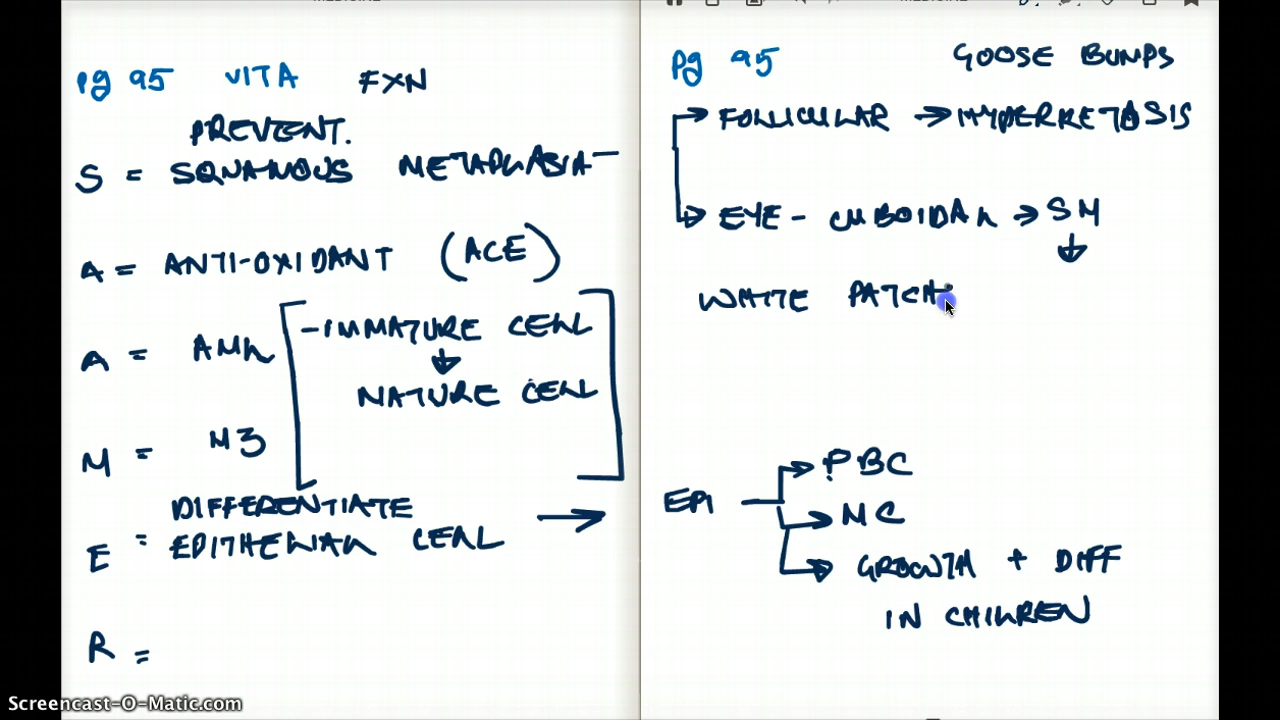 pg 95 VITA FXN
PREVENT.
S = SQUAMOUS METAPLASIA
A = ANTI-OXIDANT (ACE)
A = AML
-IMMATURE CELL
MATURE CELL
M = M3
DIFFERENTIATE
E = EPITHELIAL CELL
R =
pg 95 GOOSE BUMPS
FOLLICULAR → HYPERKETOSIS
EYE - CUBOIDAL → SM
WHITE PATCH
EPI
PBC
MC
GROWTH + DIFF
IN CHILDREN
Screencast-O-Matic.com